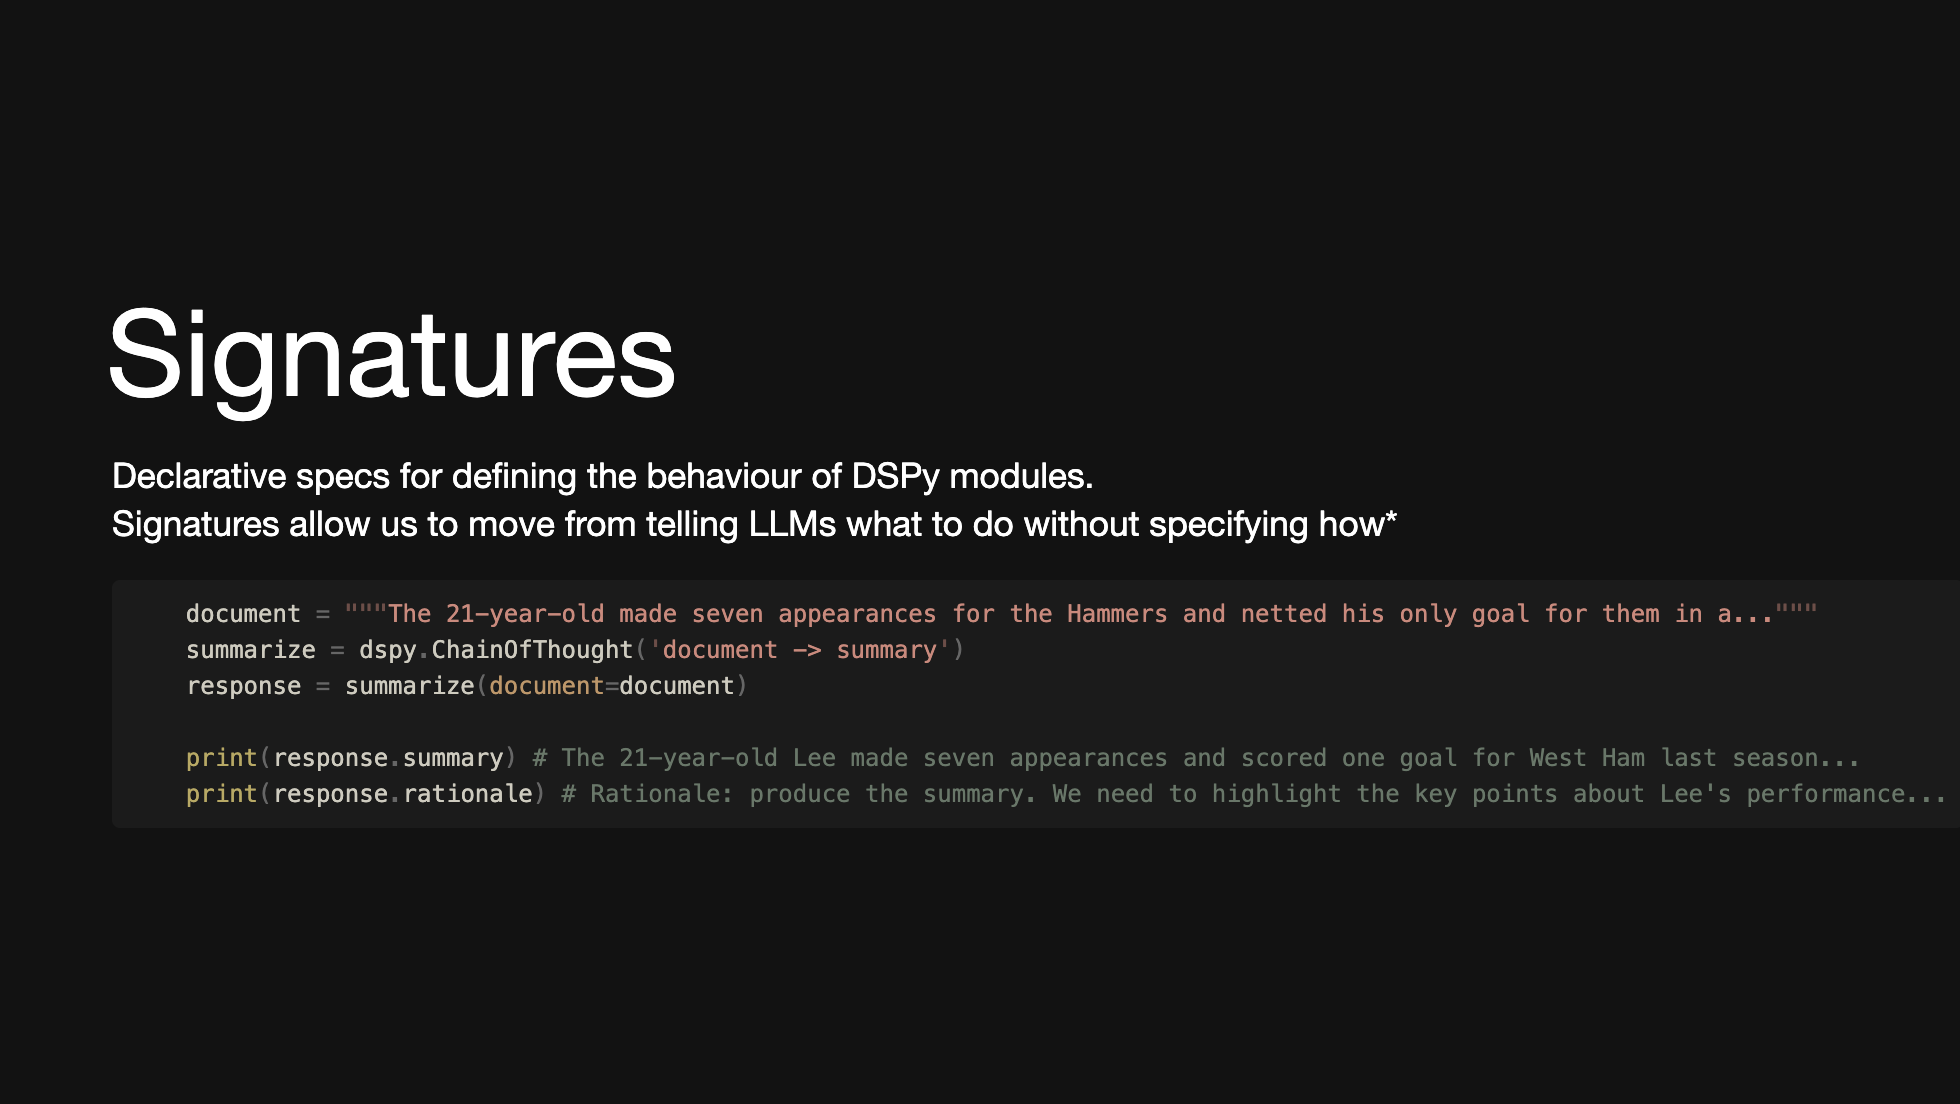 Signatures
Declarative specs for defining the behaviour of DSPy modules.
Signatures allow us to move from telling LLMs what to do without specifying how*
document = """The 21-year-old made seven appearances for the Hammers and netted his only goal for them in a..."""
summarize = dspy.ChainOfThought('document -> summary')
response = summarize(document=document)
print(response.summary) # The 21-year-old Lee made seven appearances and scored one goal for West Ham last season...
print(response.rationale) # Rationale: produce the summary. We need to highlight the key points about Lee's performance...